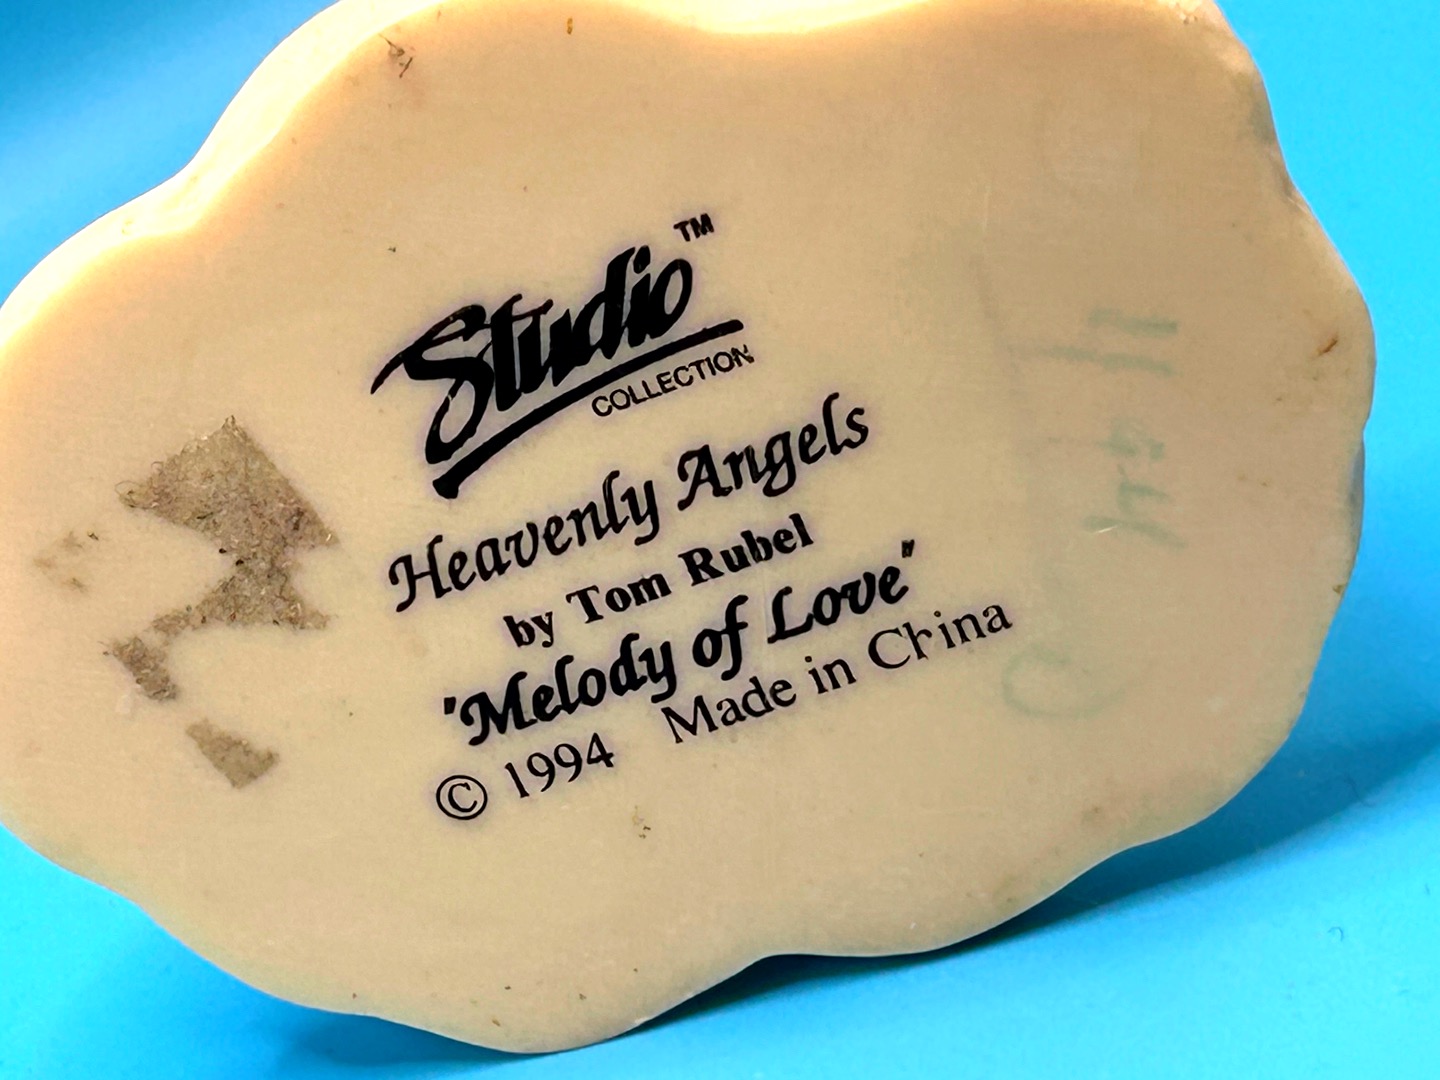 Studio™
COLLECTION
Heavenly Angels
by Tom Rubel
"Melody of Love"
© 1994 Made in China